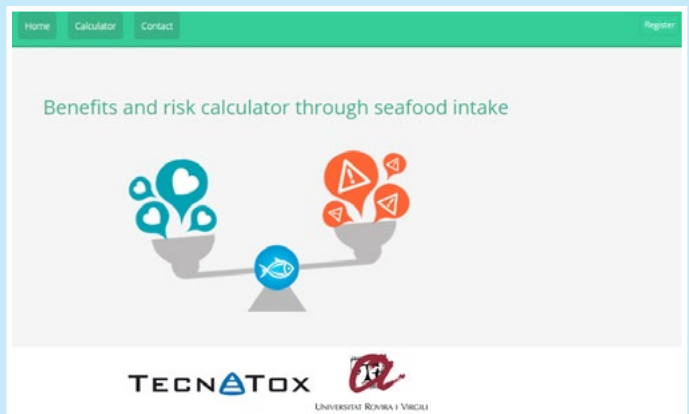 Home Calculator Contact Register
Benefits and risk calculator through seafood intake
TECNATOX
UNIVERSITAT ROVIRA I VIRGILI